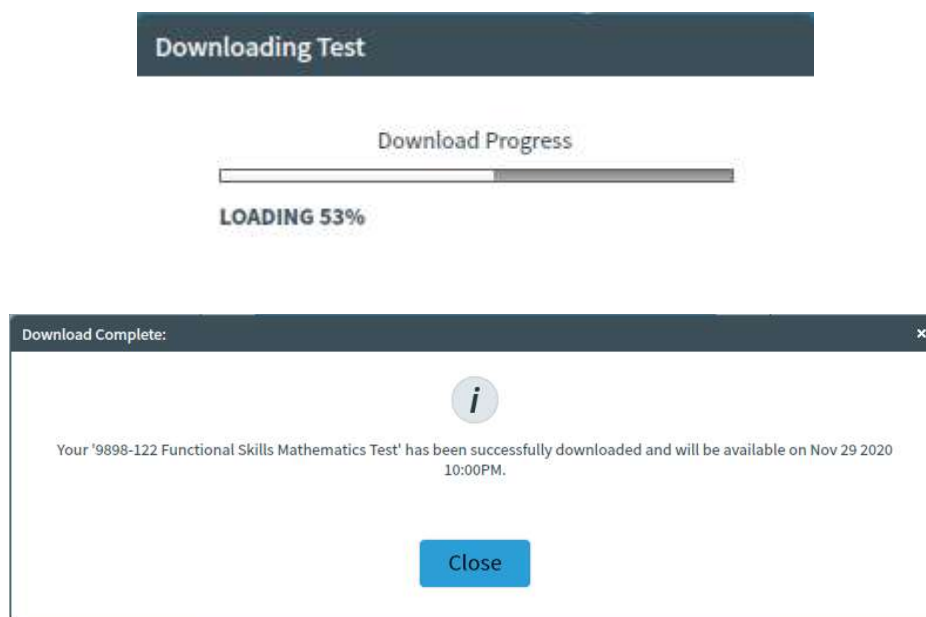 Downloading Test
Download Progress
LOADING 53%
Download Complete:
×
i
Your '9898-122 Functional Skills Mathematics Test' has been successfully downloaded and will be available on Nov 29 2020
10:00PM.
Close